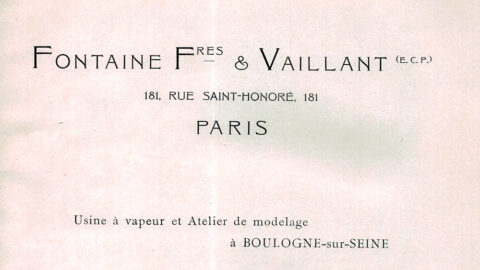 FONTAINE FRES & VAILLANT (E.C.P.)
181, RUE SAINT-HONORÉ, 181
PARIS
Usine à vapeur et Atelier de modelage
à BOULOGNE-sur-SEINE